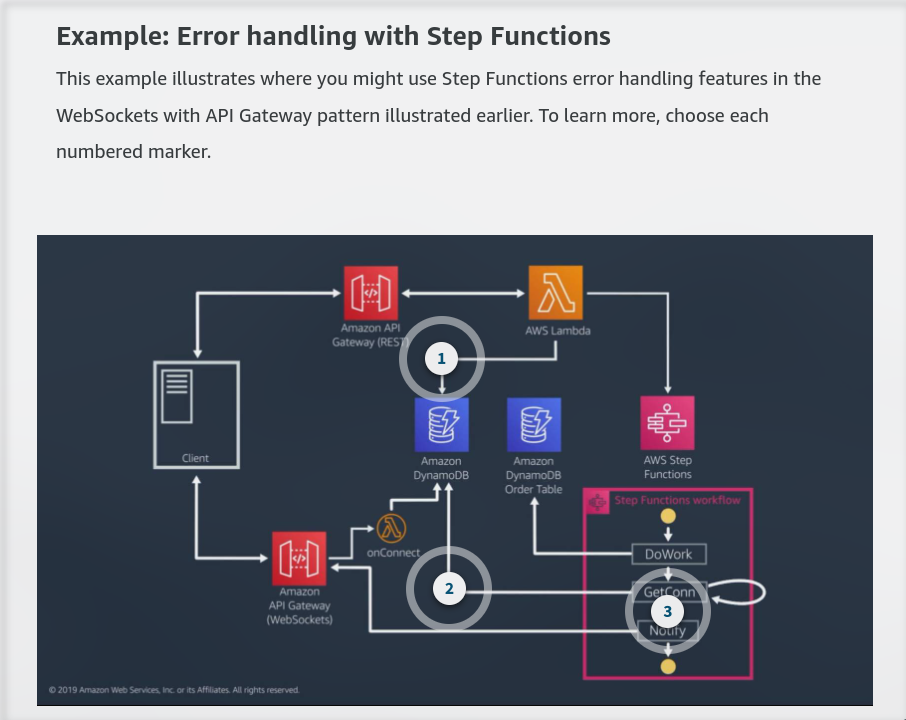 Example: Error handling with Step Functions
This example illustrates where you might use Step Functions error handling features in the
WebSockets with API Gateway pattern illustrated earlier. To learn more, choose each
numbered marker.
Amazon API
Gateway (REST)
AWS Lambda
1
Client
Amazon
DynamoDB
Amazon
DynamoDB
Order Table
AWS Step
Functions
Step Functions workflow
onConnect
DoWork
Amazon
API Gateway
(WebSockets)
2
GetConn
3
Notify
© 2019 Amazon Web Services, Inc. or its Affiliates. All rights reserved.